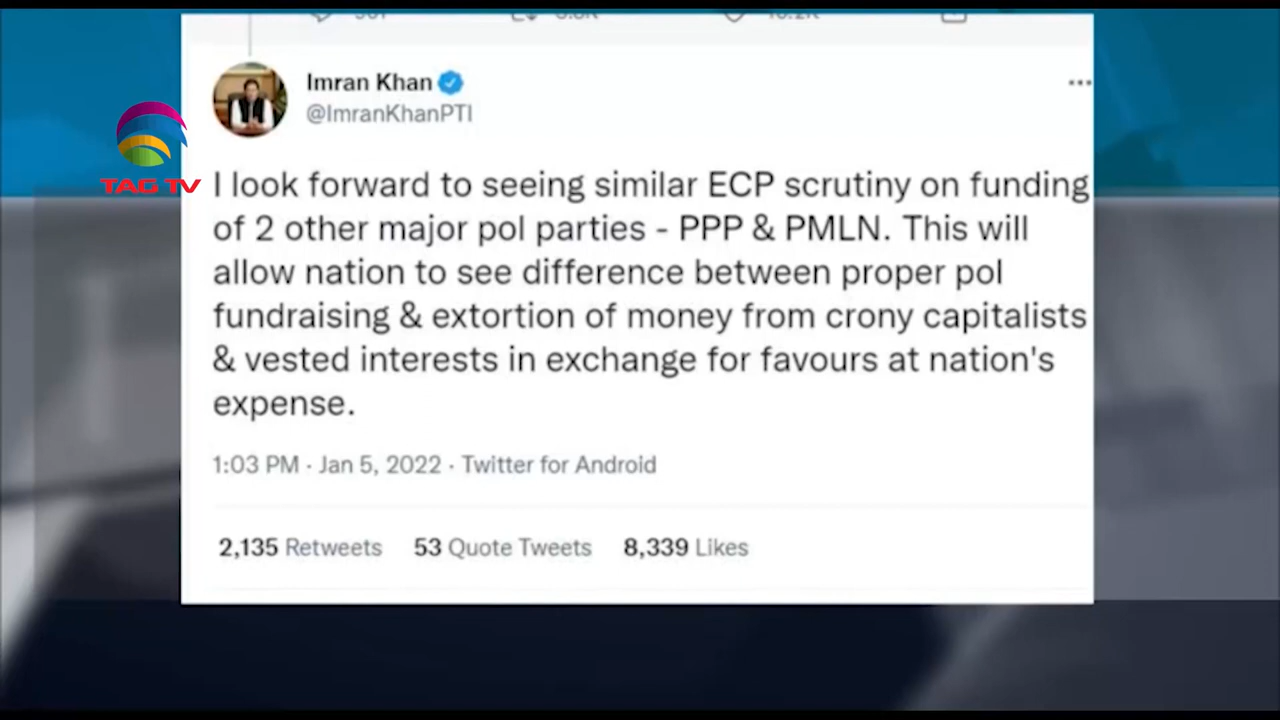 Imran Khan
@ImranKhanPTI
TAG TV
I look forward to seeing similar ECP scrutiny on funding
of 2 other major pol parties - PPP & PMLN. This will
allow nation to see difference between proper pol
fundraising & extortion of money from crony capitalists
& vested interests in exchange for favours at nation's
expense.
1:03 PM · Jan 5, 2022 · Twitter for Android
2,135 Retweets 53 Quote Tweets 8,339 Likes